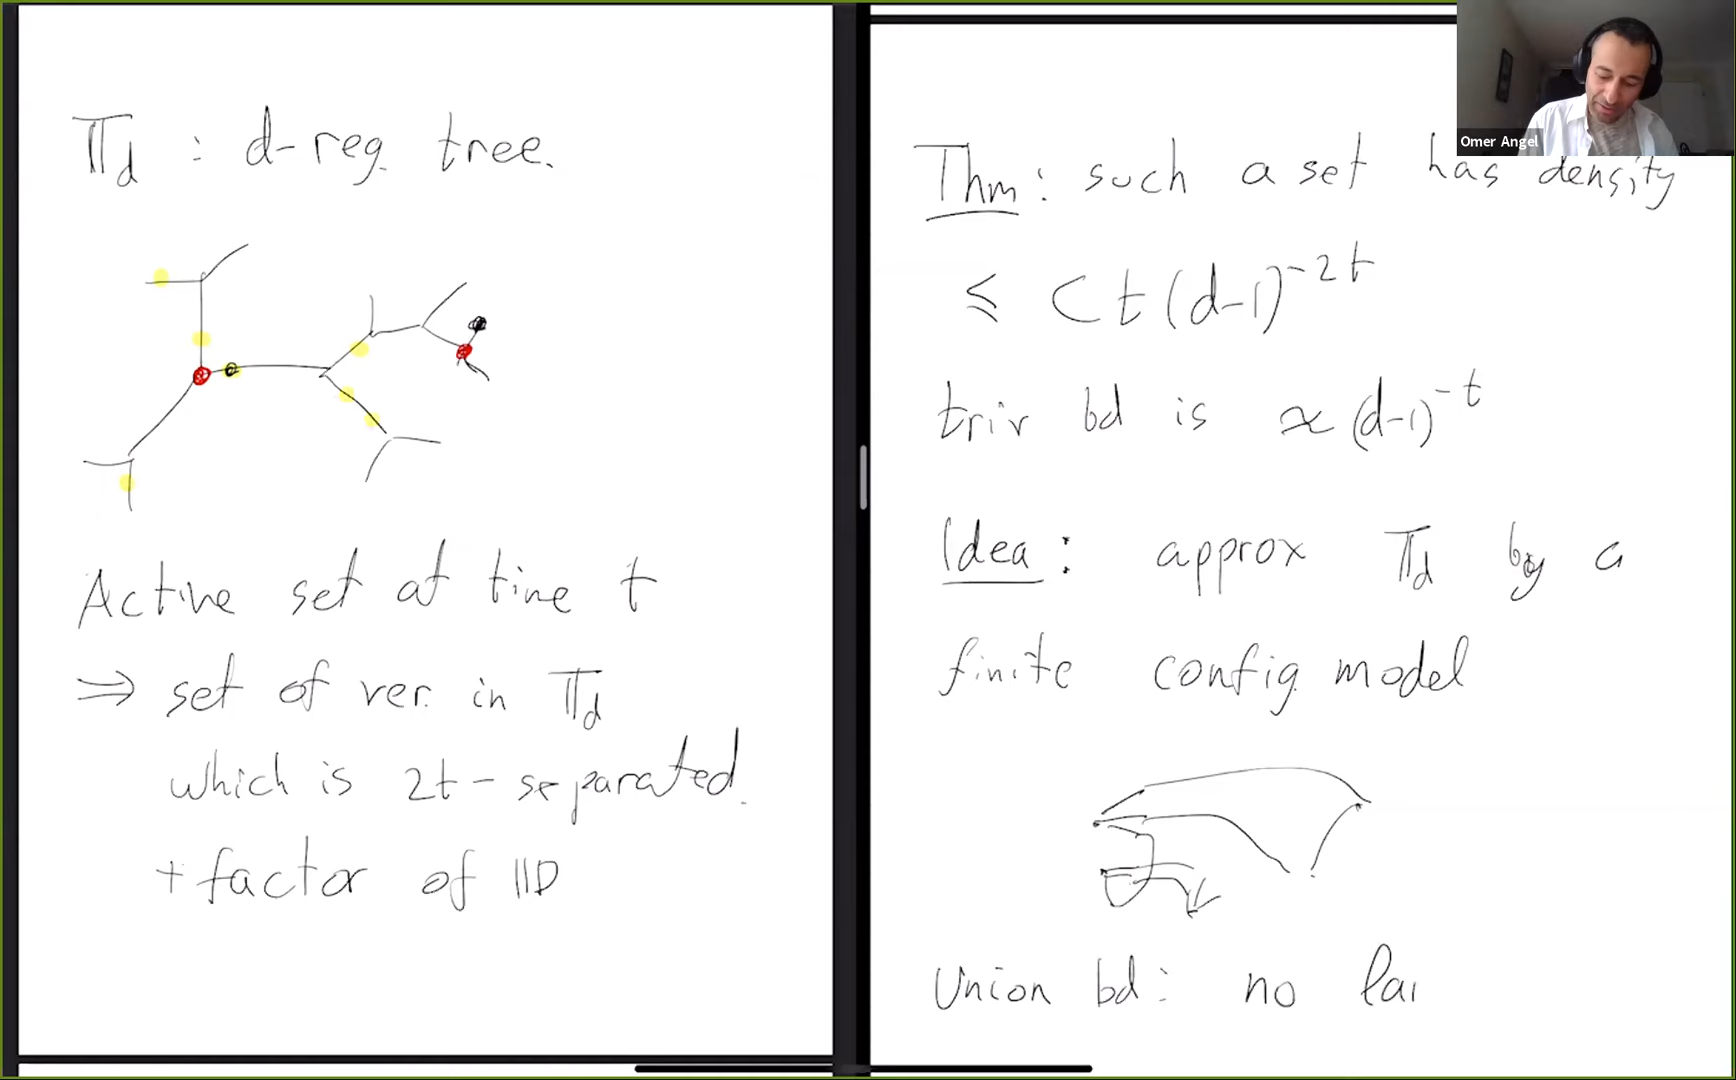 𝕋_d : d-reg. tree.
Active set at time t
⇒ set of ver. in 𝕋_d
which is 2t-separated.
+ factor of IID
Omer Angel
Thm: such a set has density
≤ C t (d-1)^{-2t}
triv bd is ≈ (d-1)^{-t}
Idea: approx 𝕋_d by a
finite config. model
Union bd: no